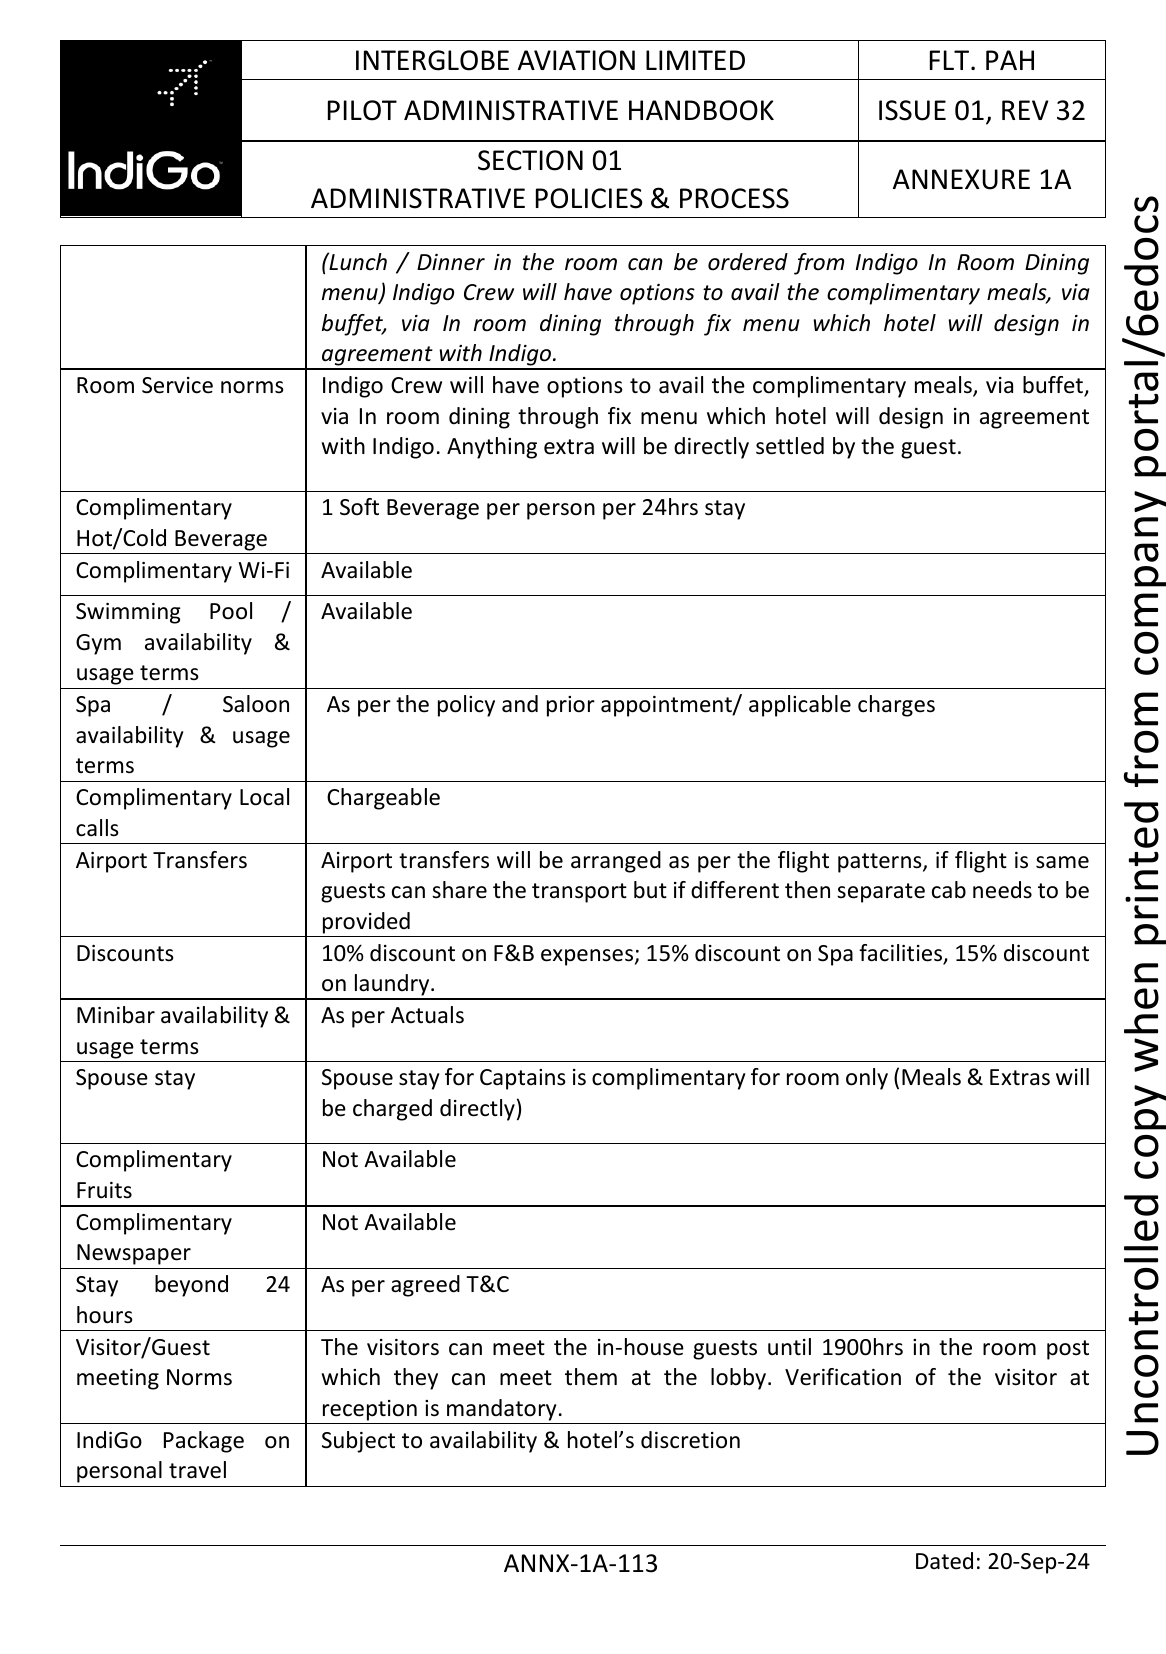 INTERGLOBE AVIATION LIMITED
FLT. PAH
PILOT ADMINISTRATIVE HANDBOOK
ISSUE 01, REV 32
IndiGo
SECTION 01
ADMINISTRATIVE POLICIES & PROCESS
ANNEXURE 1A
(Lunch / Dinner in the room can be ordered from Indigo In Room Dining
menu) Indigo Crew will have options to avail the complimentary meals, via
buffet, via In room dining through fix menu which hotel will design in
agreement with Indigo.
Room Service norms
Indigo Crew will have options to avail the complimentary meals, via buffet,
via In room dining through fix menu which hotel will design in agreement
with Indigo. Anything extra will be directly settled by the guest.
Complimentary
Hot/Cold Beverage
1 Soft Beverage per person per 24hrs stay
Complimentary Wi-Fi
Available
Swimming Pool /
Gym availability &
usage terms
Available
Spa / Saloon
availability & usage
terms
As per the policy and prior appointment/ applicable charges
Complimentary Local
calls
Chargeable
Airport Transfers
Airport transfers will be arranged as per the flight patterns, if flight is same
guests can share the transport but if different then separate cab needs to be
provided
Discounts
10% discount on F&B expenses; 15% discount on Spa facilities, 15% discount
on laundry.
Minibar availability &
usage terms
As per Actuals
Spouse stay
Spouse stay for Captains is complimentary for room only (Meals & Extras will
be charged directly)
Complimentary
Fruits
Not Available
Complimentary
Newspaper
Not Available
Stay beyond 24
hours
As per agreed T&C
Visitor/Guest
meeting Norms
The visitors can meet the in-house guests until 1900hrs in the room post
which they can meet them at the lobby. Verification of the visitor at
reception is mandatory.
IndiGo Package on
personal travel
Subject to availability & hotel’s discretion
ANNX-1A-113
Dated: 20-Sep-24
Uncontrolled copy when printed from company portal/6edocs